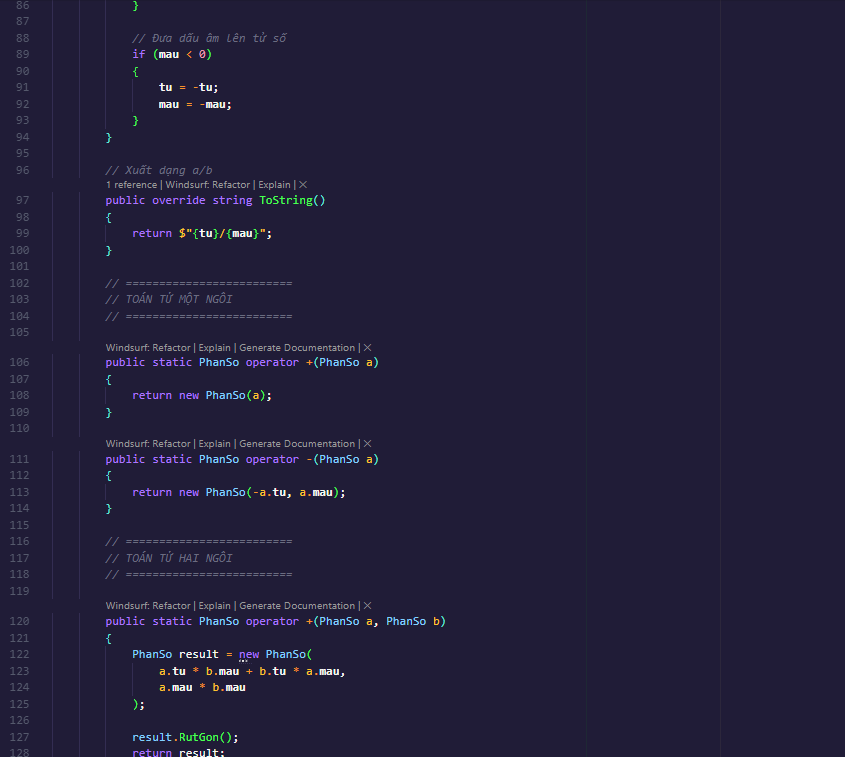 86 }
87
88 // Đưa dấu âm lên tử số
89 if (mau < 0)
90 {
91 tu = -tu;
92 mau = -mau;
93 }
94 }
95
96 // Xuất dạng a/b
1 reference | Windsurf: Refactor | Explain | ×
97 public override string ToString()
98 {
99 return $"{tu}/{mau}";
100 }
101
102 // =========================
103 // TOÁN TỬ MỘT NGÔI
104 // =========================
105
Windsurf: Refactor | Explain | Generate Documentation | ×
106 public static PhanSo operator +(PhanSo a)
107 {
108 return new PhanSo(a);
109 }
110
Windsurf: Refactor | Explain | Generate Documentation | ×
111 public static PhanSo operator -(PhanSo a)
112 {
113 return new PhanSo(-a.tu, a.mau);
114 }
115
116 // =========================
117 // TOÁN TỬ HAI NGÔI
118 // =========================
119
Windsurf: Refactor | Explain | Generate Documentation | ×
120 public static PhanSo operator +(PhanSo a, PhanSo b)
121 {
122 PhanSo result = new PhanSo(
123 a.tu * b.mau + b.tu * a.mau,
124 a.mau * b.mau
125 );
126
127 result.RutGon();
128 return result;